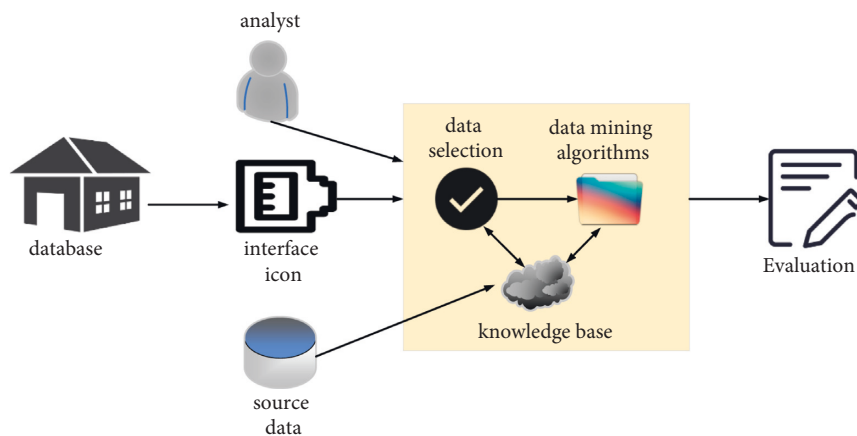 analyst
data
selection
data mining
algorithms
database
interface
icon
Evaluation
knowledge base
source
data